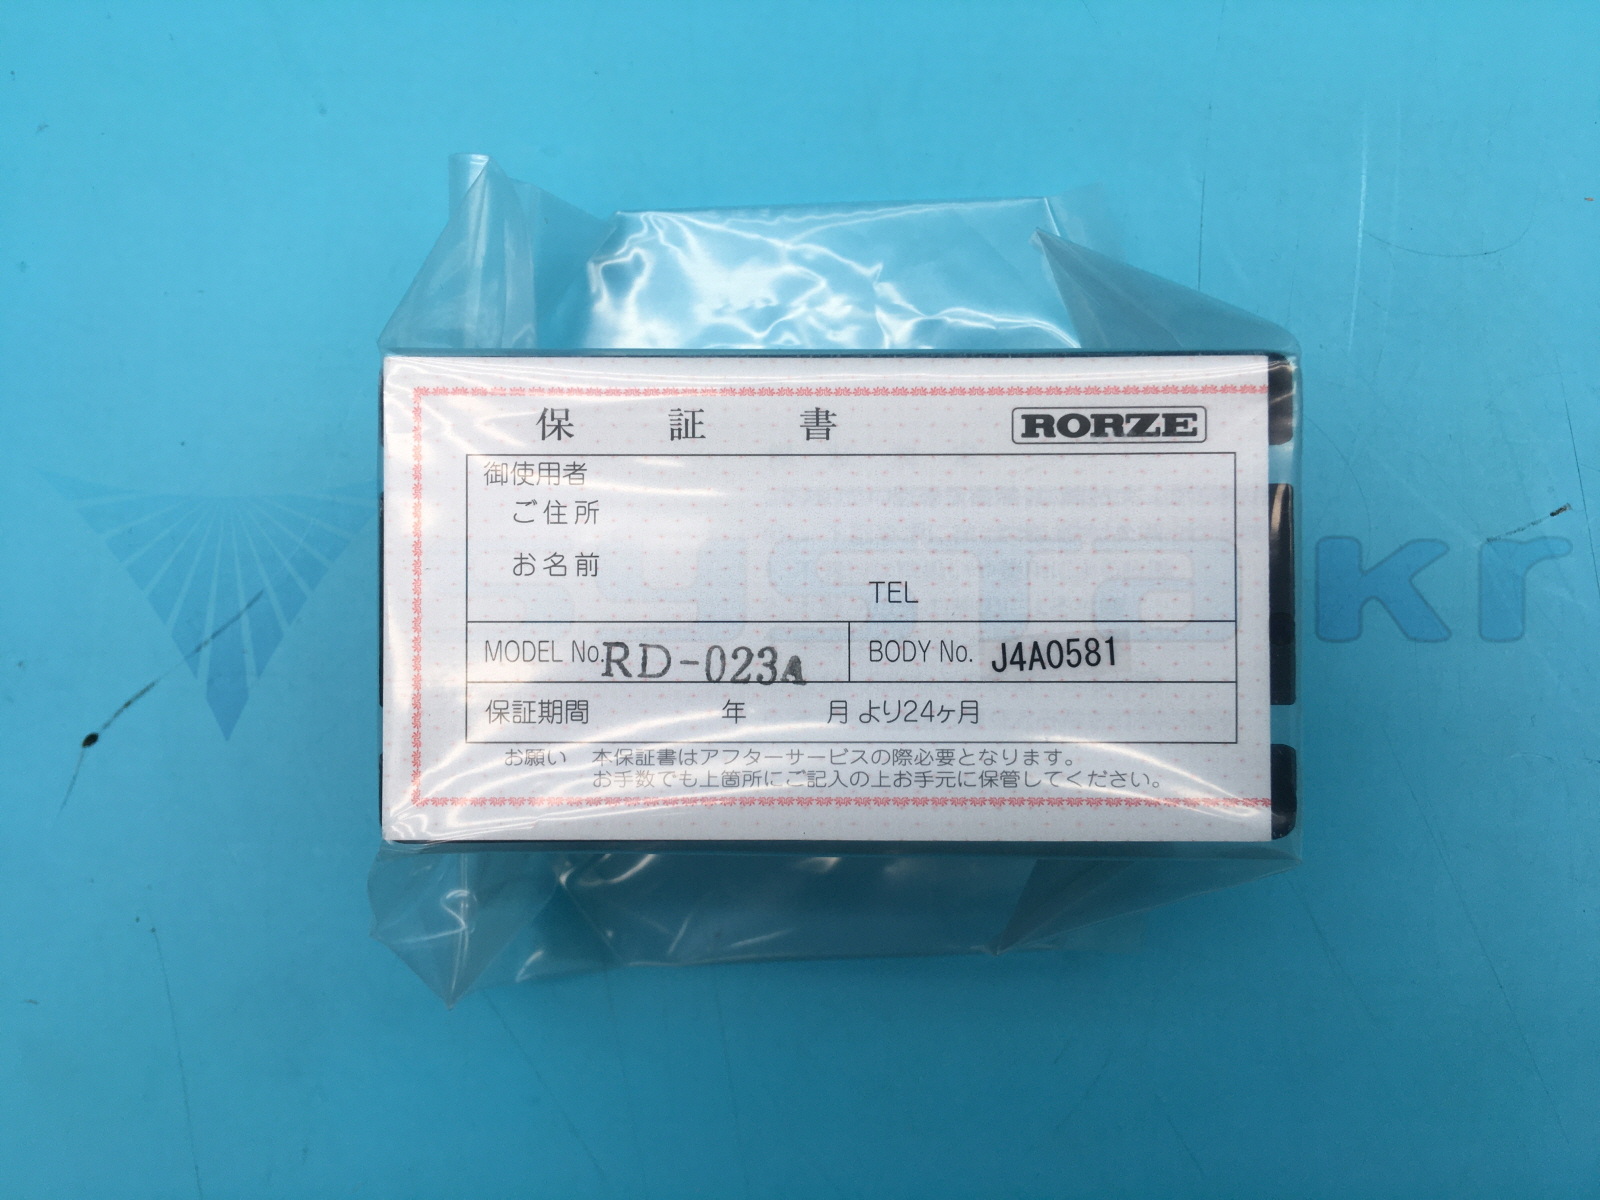 保証書 RORZE
御使用者
ご住所
お名前
TEL
MODEL No. RD-023A BODY No. J4A0581
保証期間 年 月より24ヶ月
お願い 本保証書はアフターサービスの際必要となります。
お手数でも上箇所にご記入の上お手元に保管してください。
kr